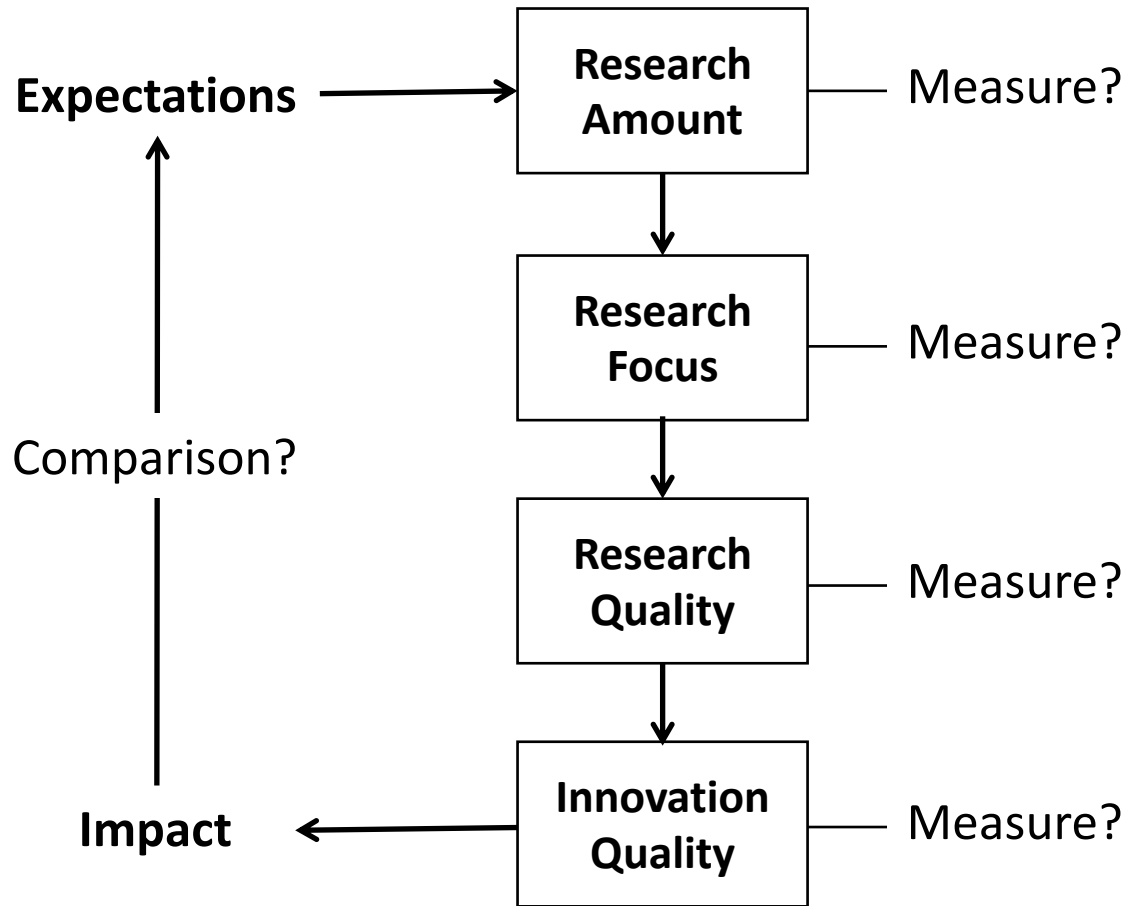 Expectations
Research
Amount
Measure?
Research
Focus
Measure?
Comparison?
Research
Quality
Measure?
Impact
Innovation
Quality
Measure?